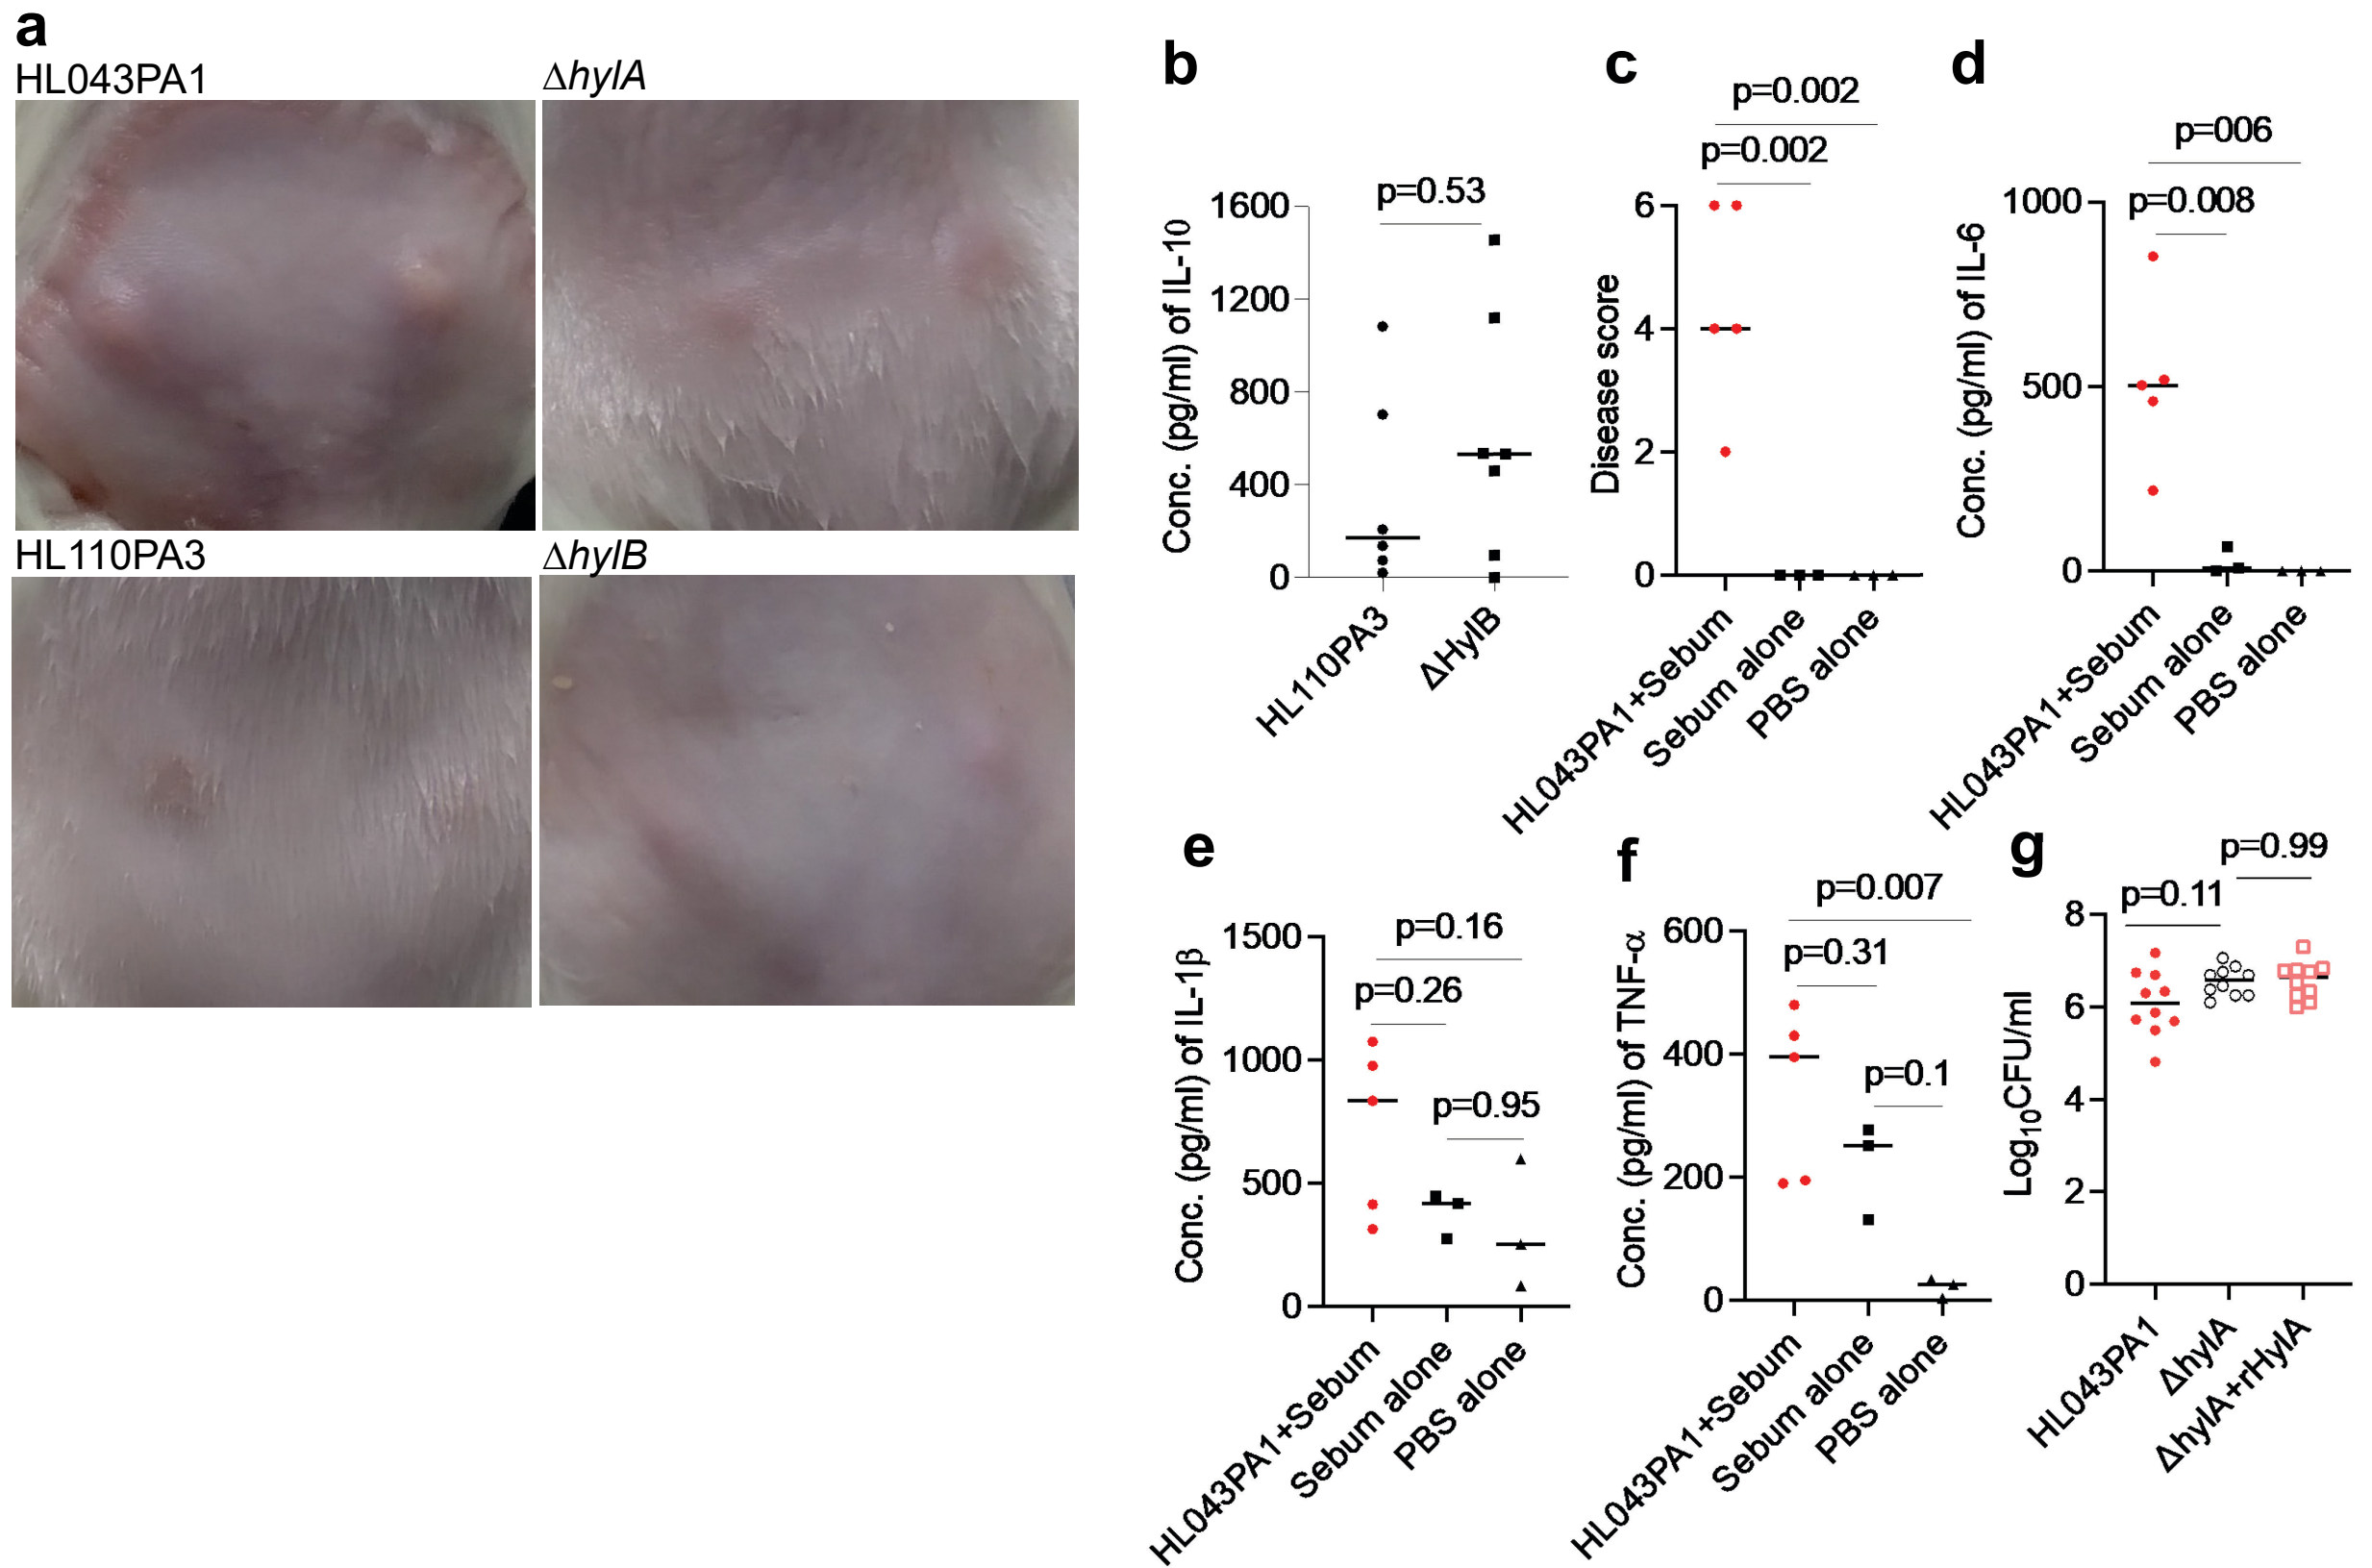 a
HL043PA1
ΔhylA
HL110PA3
ΔhylB
b
p=0.53
Conc. (pg/ml) of IL-10
1600
1200
800
400
0
HL110PA3
ΔHylB
c
p=0.002
p=0.002
Disease score
6
4
2
0
HL043PA1+Sebum
Sebum alone
PBS alone
d
p=006
p=0.008
Conc. (pg/ml) of IL-6
1000
500
0
HL043PA1+Sebum
Sebum alone
PBS alone
e
p=0.16
p=0.26
p=0.95
Conc. (pg/ml) of IL-1β
1500
1000
500
0
HL043PA1+Sebum
Sebum alone
PBS alone
f
p=0.007
p=0.31
p=0.1
Conc. (pg/ml) of TNF-α
600
400
200
0
HL043PA1+Sebum
Sebum alone
PBS alone
g
p=0.99
p=0.11
Log10CFU/ml
8
6
4
2
0
HL043PA1
ΔhylA
ΔhylA+rHylA